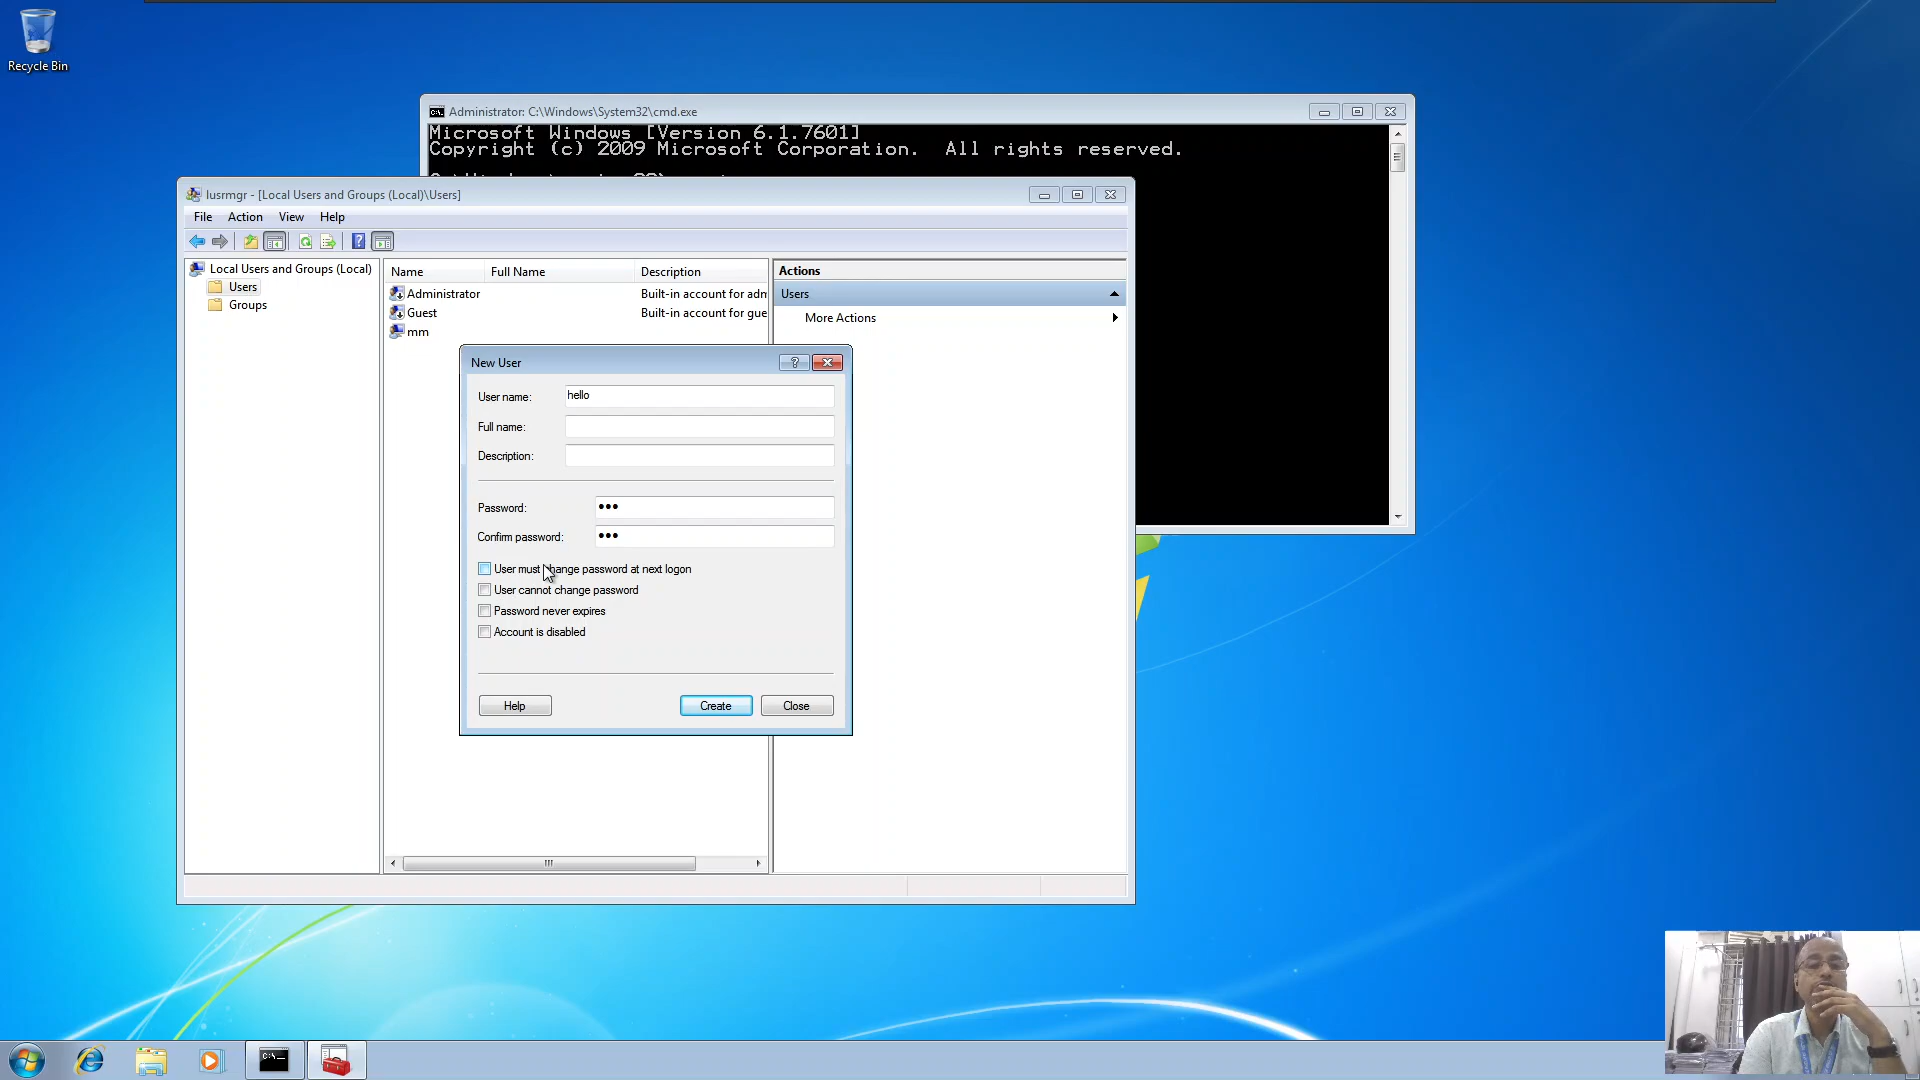 Recycle Bin
Administrator: C:\Windows\System32\cmd.exe
Microsoft Windows [Version 6.1.7601]
Copyright (c) 2009 Microsoft Corporation.  All rights reserved.
lusrmgr - [Local Users and Groups (Local)\Users]
File Action View Help
Local Users and Groups (Local)
Users
Groups
Name Full Name Description
Administrator Built-in account for adm
Guest Built-in account for gue
mm
Actions
Users
More Actions
New User
User name: hello
Full name:
Description:
Password: •••
Confirm password: •••
User must change password at next logon
User cannot change password
Password never expires
Account is disabled
Help Create Close